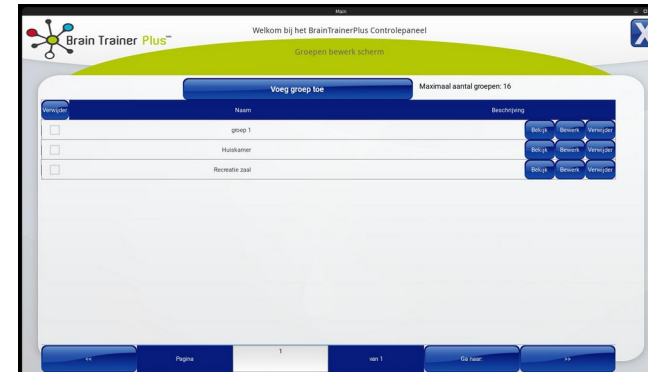 Main
Brain Trainer Plus™
Welkom bij het BrainTrainerPlus Controlepaneel
X
Groepen bewerk scherm
Voeg groep toe
Maximaal aantal groepen: 16
Verwijder Naam Beschrijving
groep 1 Bekijk Bewerk Verwijder
Huiskamer Bekijk Bewerk Verwijder
Recreatie zaal Bekijk Bewerk Verwijder
<< Pagina 1 van 1 Ga naar: >>